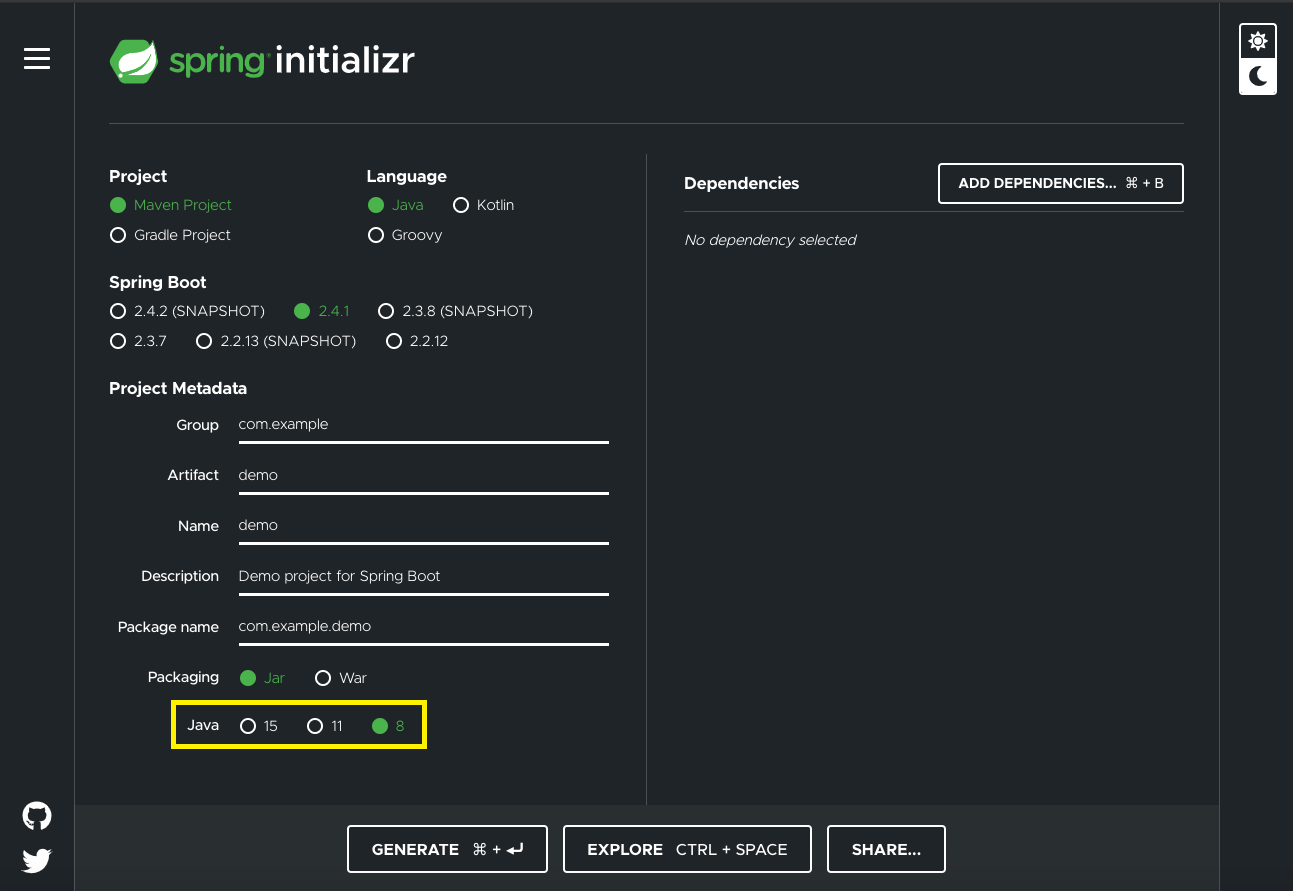 spring initializr
Project
Maven Project
Gradle Project
Language
Java Kotlin
Groovy
Spring Boot
2.4.2 (SNAPSHOT) 2.4.1 2.3.8 (SNAPSHOT)
2.3.7 2.2.13 (SNAPSHOT) 2.2.12
Project Metadata
Group com.example
Artifact demo
Name demo
Description Demo project for Spring Boot
Package name com.example.demo
Packaging Jar War
Java 15 11 8
Dependencies
ADD DEPENDENCIES... ⌘ + B
No dependency selected
GENERATE ⌘ + ↵
EXPLORE CTRL + SPACE
SHARE...